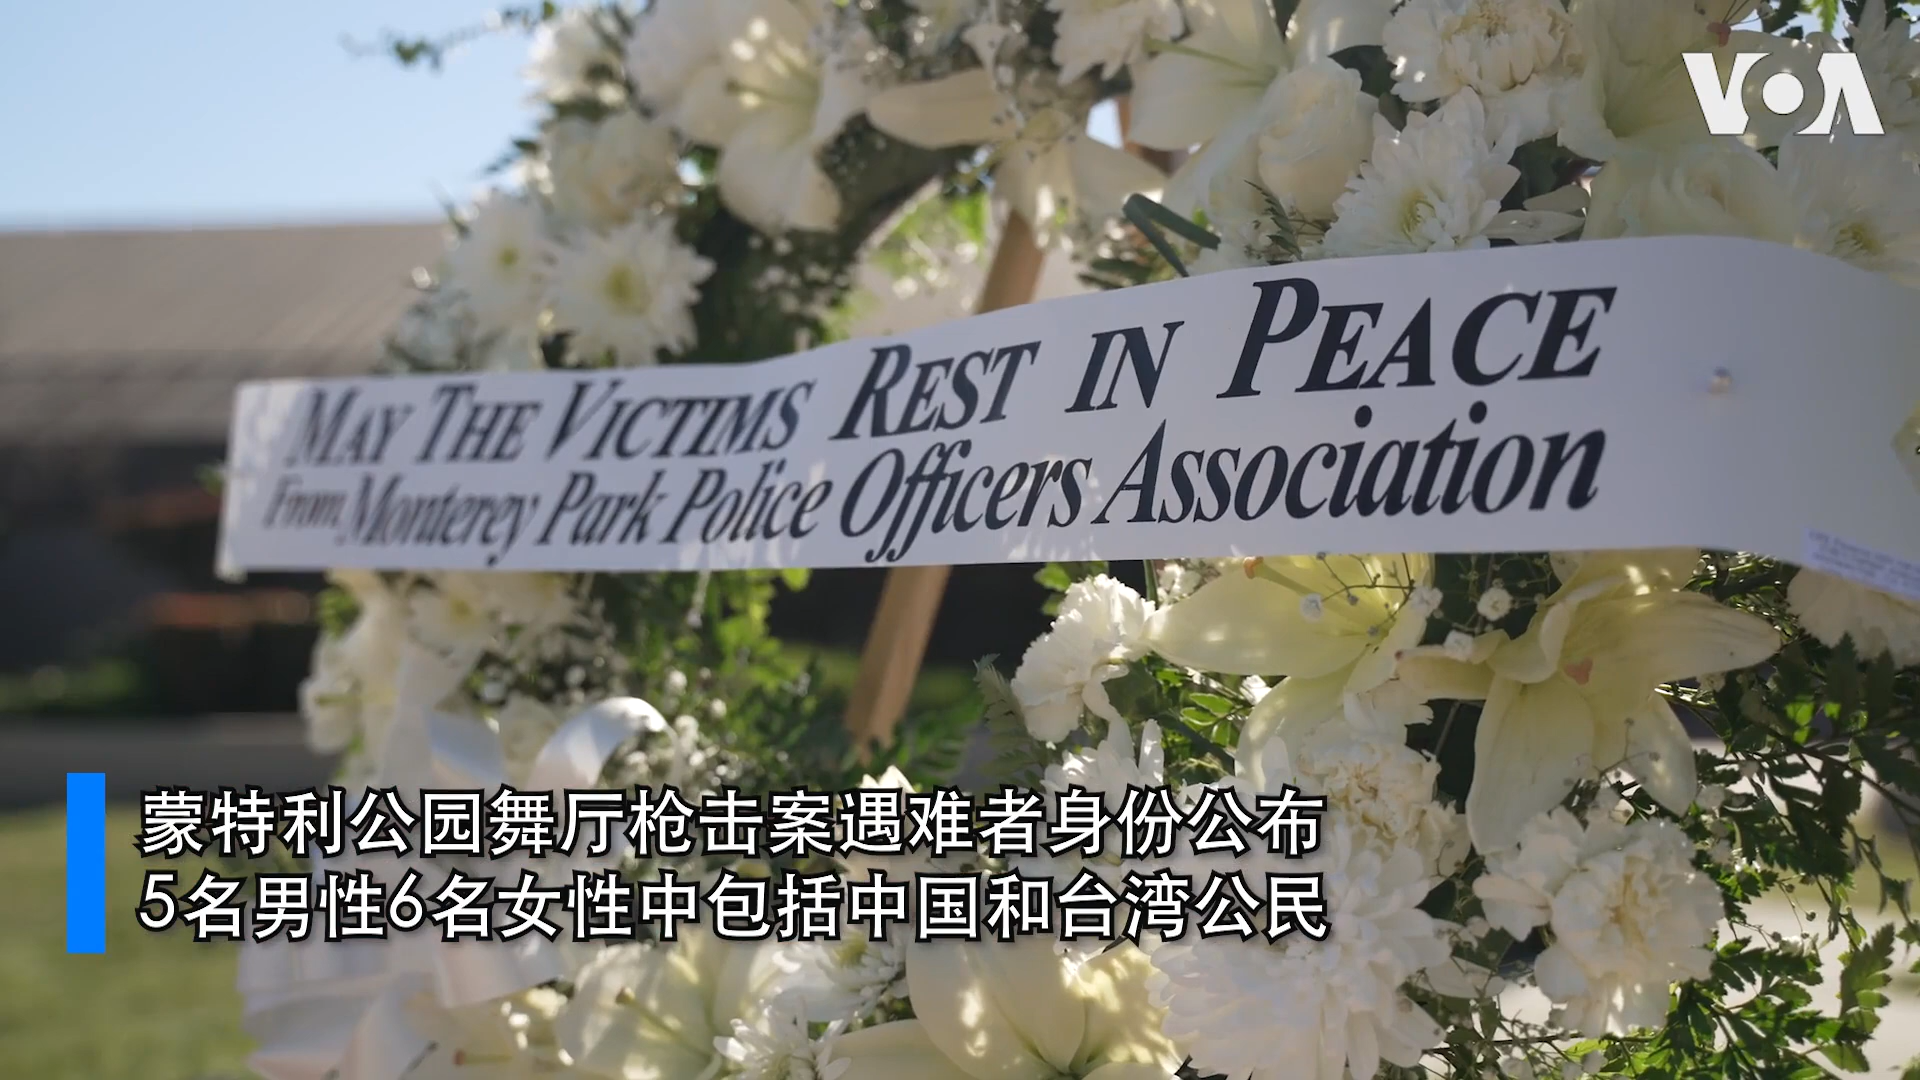 VOA
MAY THE VICTIMS REST IN PEACE
From Monterey Park Police Officers Association
蒙特利公园舞厅枪击案遇难者身份公布
5名男性6名女性中包括中国和台湾公民